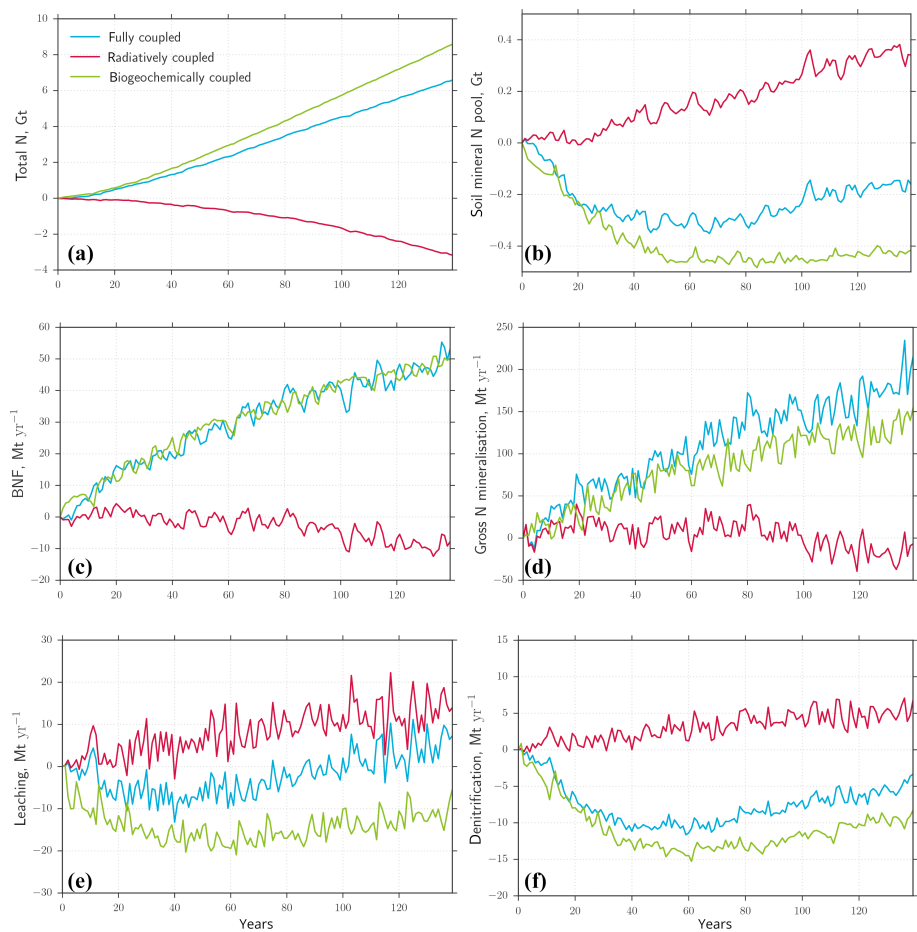 10
8
6
4
2
0
−2
−4
Total N, Gt
Fully coupled
Radiatively coupled
Biogeochemically coupled
(a)
0 20 40 60 80 100 120
0.4
0.2
0.0
−0.2
−0.4
Soil mineral N pool, Gt
(b)
0 20 40 60 80 100 120
60
50
40
30
20
10
0
−10
−20
BNF, Mt yr⁻¹
(c)
0 20 40 60 80 100 120
250
200
150
100
50
0
−50
Gross N mineralisation, Mt yr⁻¹
(d)
0 20 40 60 80 100 120
30
20
10
0
−10
−20
−30
Leaching, Mt yr⁻¹
(e)
0 20 40 60 80 100 120
Years
15
10
5
0
−5
−10
−15
−20
Denitrification, Mt yr⁻¹
(f)
0 20 40 60 80 100 120
Years